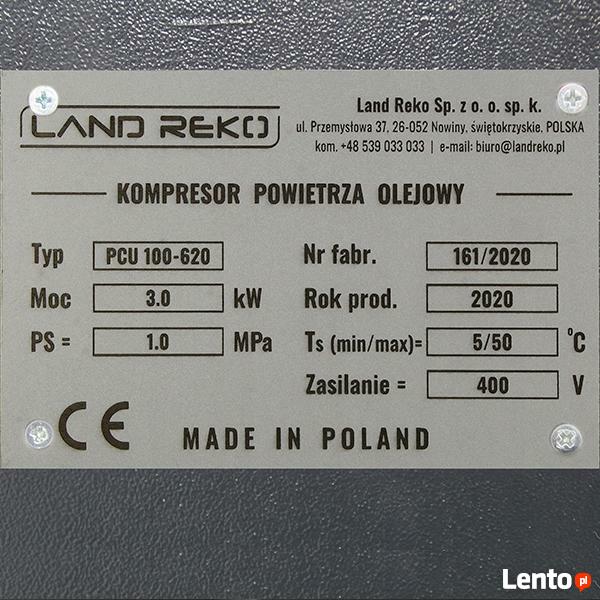 LAND REKO
Land Reko Sp. z o. o. sp. k.
ul. Przemysłowa 37, 26-052 Nowiny, świętokrzyskie, POLSKA
kom. +48 539 033 033 | e-mail: biuro@landreko.pl
KOMPRESOR POWIETRZA OLEJOWY
Typ PCU 100-620 Nr fabr. 161/2020
Moc 3.0 kW Rok prod. 2020
PS = 1.0 MPa Ts (min/max)= 5/50 °C
Zasilanie = 400 V
CE MADE IN POLAND
Lento.pl